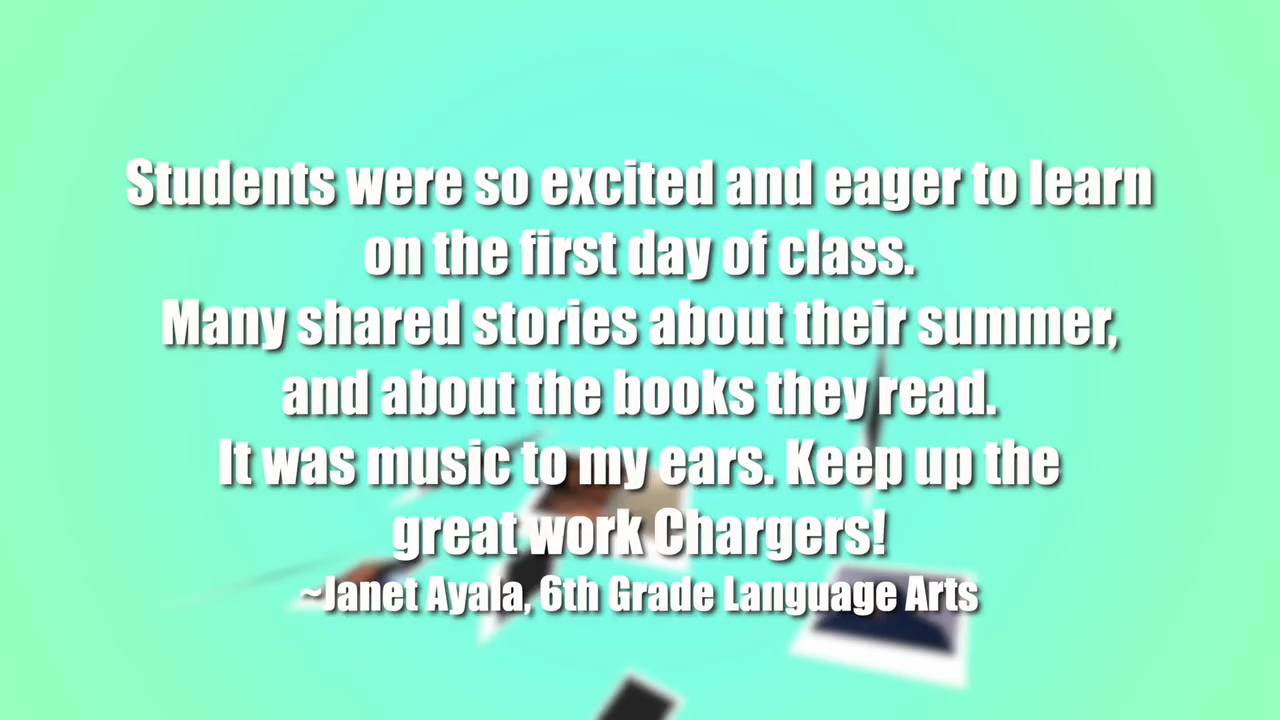 Students were so excited and eager to learn
on the first day of class.
Many shared stories about their summer,
and about the books they read.
It was music to my ears. Keep up the
great work Chargers!
~Janet Ayala, 6th Grade Language Arts